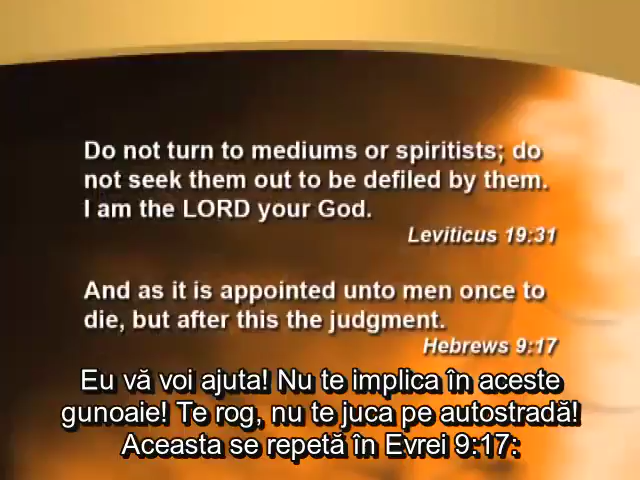 Do not turn to mediums or spiritists; do
not seek them out to be defiled by them.
I am the LORD your God.
Leviticus 19:31
And as it is appointed unto men once to
die, but after this the judgment.
Hebrews 9:17
Eu vă voi ajuta! Nu te implica în aceste
gunoaie! Te rog, nu te juca pe autostradă!
Aceasta se repetă în Evrei 9:17: